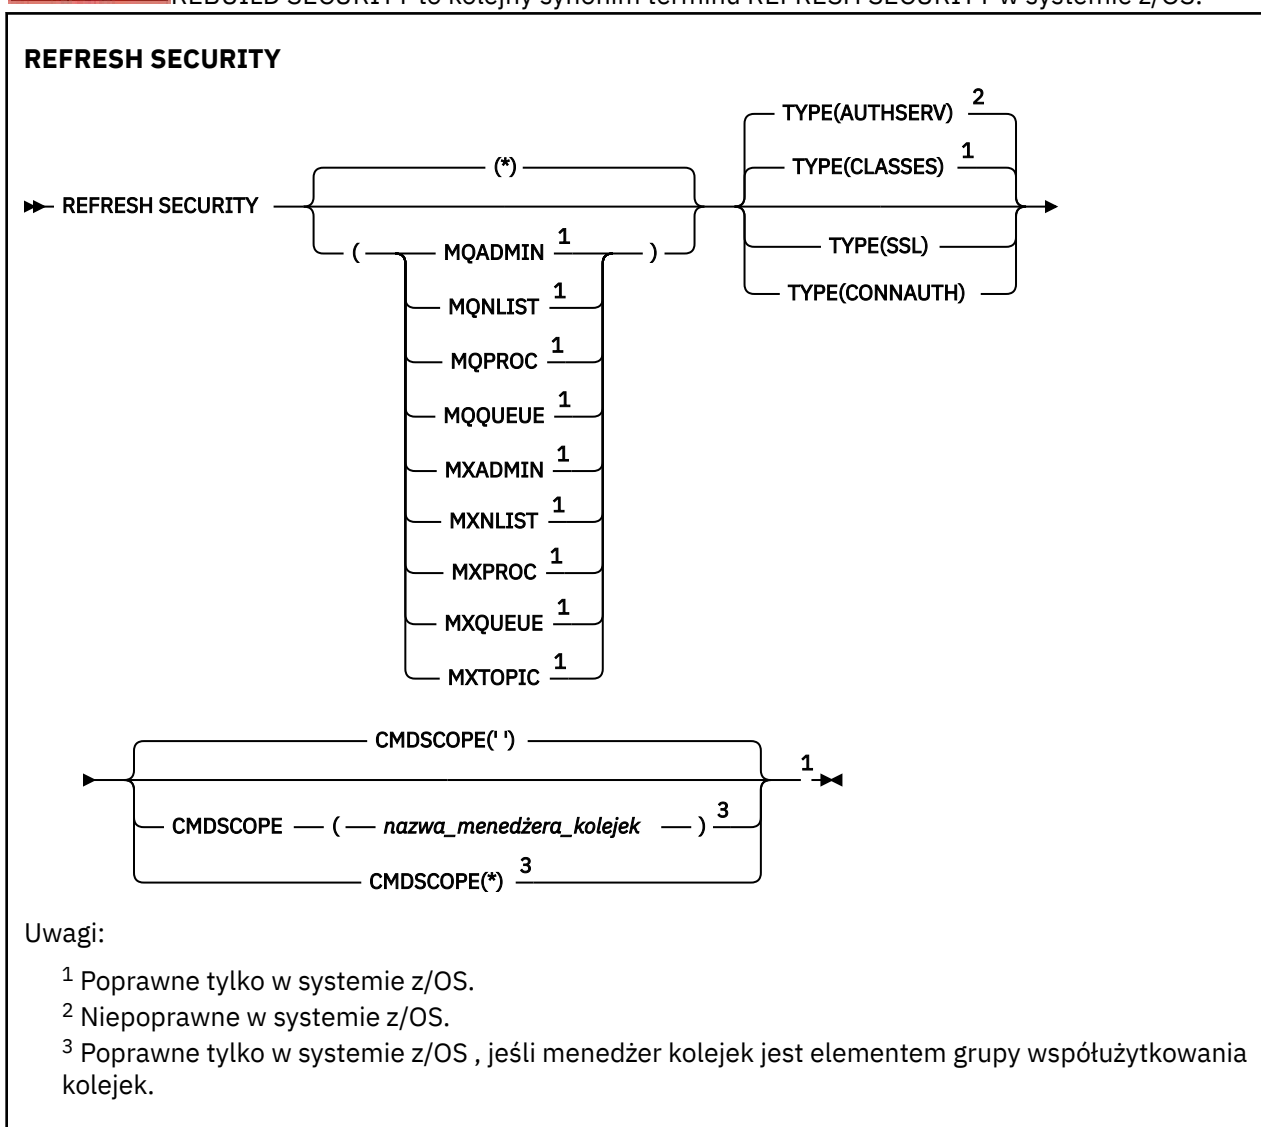 REBUILD SECURITY to kolejny synonim terminu REFRESH SECURITY w systemie z/OS.
REFRESH SECURITY
TYPE(AUTHSERV) 2
(*) TYPE(CLASSES) 1
REFRESH SECURITY
( MQADMIN 1 ) TYPE(SSL)
MQNLIST 1 TYPE(CONNAUTH)
MQPROC 1
MQQUEUE 1
MXADMIN 1
MXNLIST 1
MXPROC 1
MXQUEUE 1
MXTOPIC 1
CMDSCOPE(' ')
1
CMDSCOPE ( nazwa_menedżera_kolejek ) 3
CMDSCOPE(*) 3
Uwagi:
1 Poprawne tylko w systemie z/OS.
2 Niepoprawne w systemie z/OS.
3 Poprawne tylko w systemie z/OS , jeśli menedżer kolejek jest elementem grupy współużytkowania
kolejek.